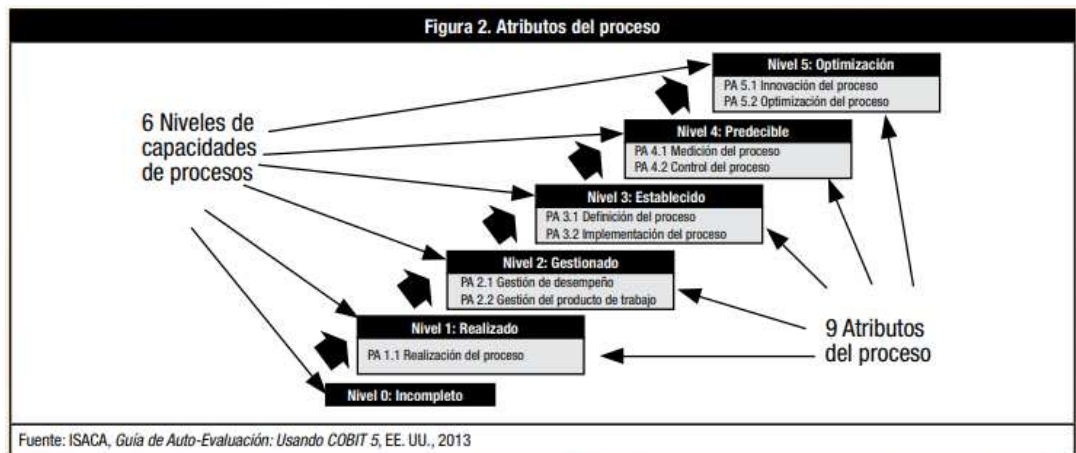 Figura 2. Atributos del proceso
6 Niveles de
capacidades
de procesos
Nivel 5: Optimización
PA 5.1 Innovación del proceso
PA 5.2 Optimización del proceso
Nivel 4: Predecible
PA 4.1 Medición del proceso
PA 4.2 Control del proceso
Nivel 3: Establecido
PA 3.1 Definición del proceso
PA 3.2 Implementación del proceso
Nivel 2: Gestionado
PA 2.1 Gestión de desempeño
PA 2.2 Gestión del producto de trabajo
Nivel 1: Realizado
PA 1.1 Realización del proceso
Nivel 0: Incompleto
9 Atributos
del proceso
Fuente: ISACA, Guía de Auto-Evaluación: Usando COBIT 5, EE. UU., 2013